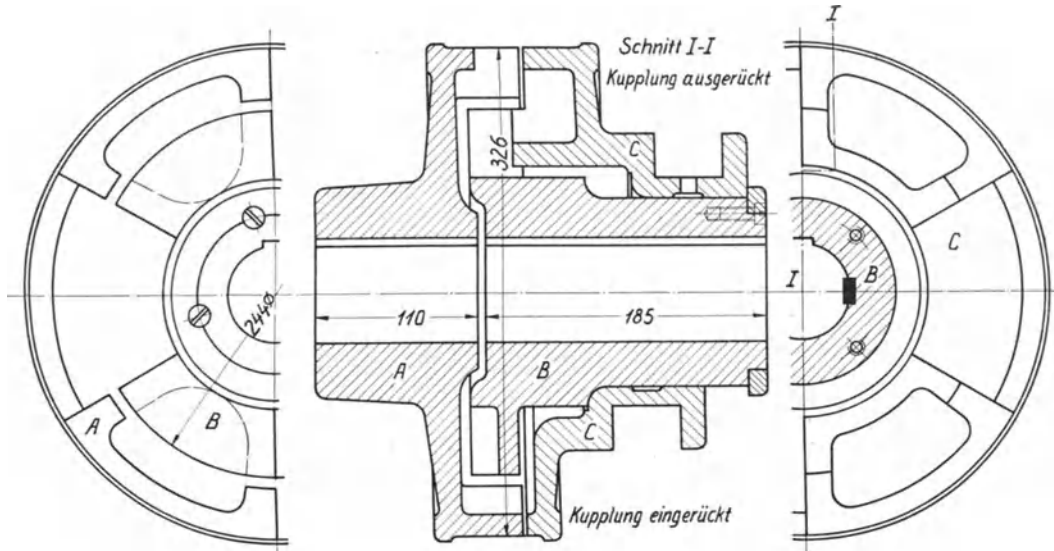 I
Schnitt I-I
Kupplung ausgerückt
326
C
C
I
B
110
185
244⌀
A
B
A
B
C
Kupplung eingerückt